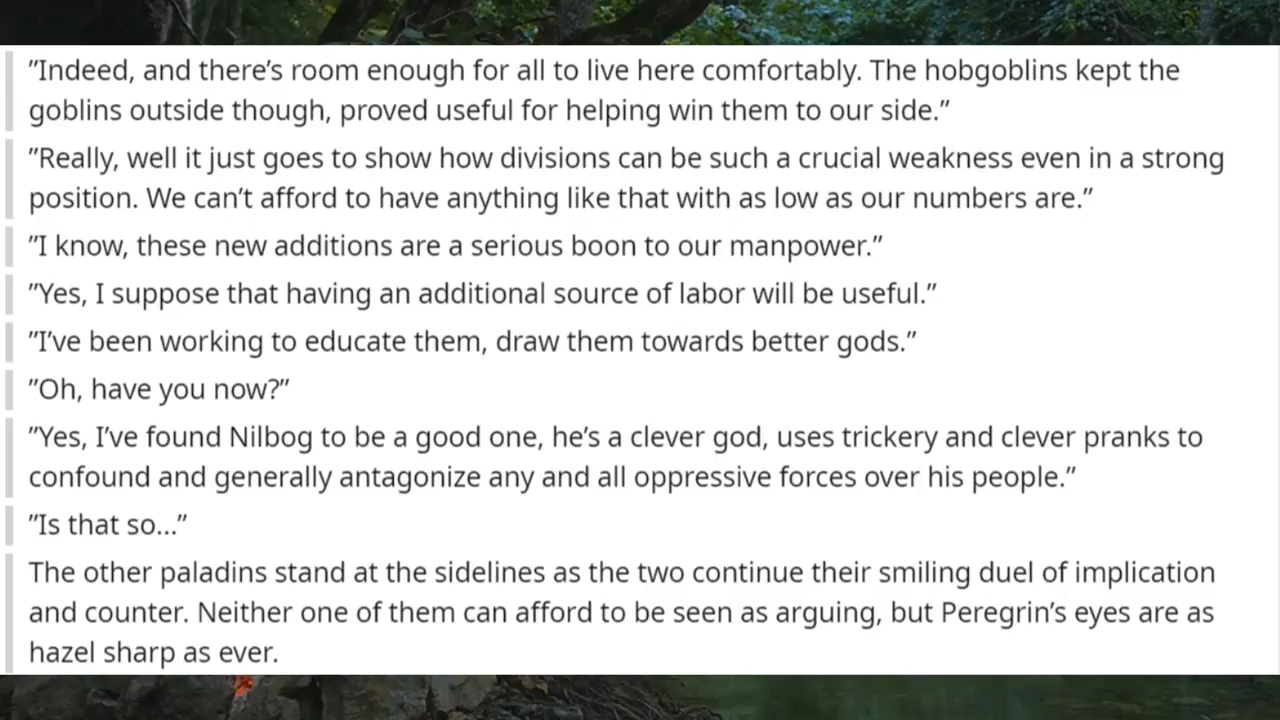 ”Indeed, and there’s room enough for all to live here comfortably. The hobgoblins kept the
goblins outside though, proved useful for helping win them to our side.”
”Really, well it just goes to show how divisions can be such a crucial weakness even in a strong
position. We can’t afford to have anything like that with as low as our numbers are.”
”I know, these new additions are a serious boon to our manpower.”
”Yes, I suppose that having an additional source of labor will be useful.”
”I’ve been working to educate them, draw them towards better gods.”
”Oh, have you now?”
”Yes, I’ve found Nilbog to be a good one, he’s a clever god, uses trickery and clever pranks to
confound and generally antagonize any and all oppressive forces over his people.”
”Is that so...”
The other paladins stand at the sidelines as the two continue their smiling duel of implication
and counter. Neither one of them can afford to be seen as arguing, but Peregrin’s eyes are as
hazel sharp as ever.